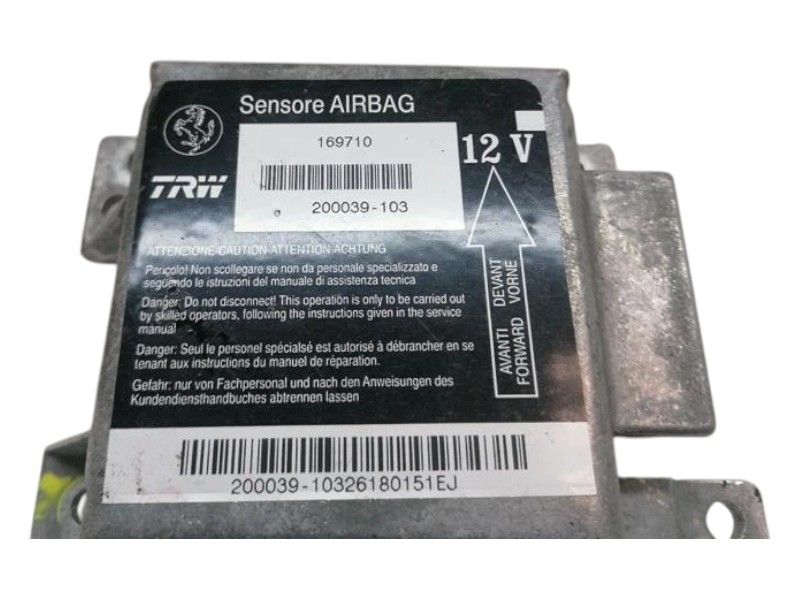 Sensore AIRBAG
169710
12 V
TRW
200039-103
ATTENZIONE-CAUTION-ATTENTION-ACHTUNG
Pericolo! Non scollegare se non da personale specializzato e
seguendo le istruzioni del manuale di assistenza tecnica
Danger: Do not disconnect! This operation is only to be carried out
by skilled operators, following the instructions given in the service
manual
Danger: Seul le personel spécialsé est autorisé à débrancher en se
tenant aux instructions du manuel de réparation.
Gefahr: nur von Fachpersonal und nach den Anweisungen des
Kundendiensthandbuches abtrennen lassen
AVANTI DEVANT
FORWARD VORNE
200039-10326180151EJ